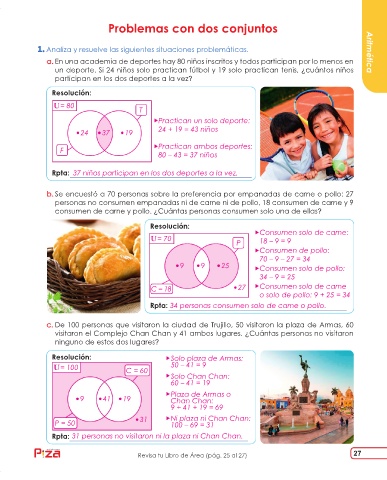 Problemas con dos conjuntos
Aritmética
1. Analiza y resuelve las siguientes situaciones problemáticas.
a. En una academia de deportes hay 80 niños inscritos y todos participan por lo menos en
un deporte. Si 24 niños solo practican fútbol y 19 solo practican tenis, ¿cuántos niños
participan en los dos deportes a la vez?
Resolución:
U = 80
T
•24 •37 •19
F
▸Practican un solo deporte:
24 + 19 = 43 niños
▸Practican ambos deportes:
80 – 43 = 37 niños
Rpta: 37 niños participan en los dos deportes a la vez.
b. Se encuestó a 70 personas sobre la preferencia por empanadas de carne o pollo: 27
personas no consumen empanadas ni de carne ni de pollo, 18 consumen de carne y 9
consumen de carne y pollo. ¿Cuántas personas consumen solo una de ellas?
Resolución:
U = 70
P
•9 •9 •25
C = 18
•27
▸Consumen solo de carne:
18 – 9 = 9
▸Consumen de pollo:
70 – 9 – 27 = 34
▸Consumen solo de pollo:
34 – 9 = 25
▸Consumen solo de carne
o solo de pollo: 9 + 25 = 34
Rpta: 34 personas consumen solo de carne o pollo.
c. De 100 personas que visitaron la ciudad de Trujillo, 50 visitaron la plaza de Armas, 60
visitaron el Complejo Chan Chan y 41 ambos lugares. ¿Cuántas personas no visitaron
ninguno de estos dos lugares?
Resolución:
U = 100
C = 60
•9 •41 •19
•31
P = 50
▸Solo plaza de Armas:
50 – 41 = 9
▸Solo Chan Chan:
60 – 41 = 19
▸Plaza de Armas o
Chan Chan:
9 + 41 + 19 = 69
▸Ni plaza ni Chan Chan:
100 – 69 = 31
Rpta: 31 personas no visitaron ni la plaza ni Chan Chan.
Pızza
Revisa tu Libro de Área (pág. 25 al 27)
27